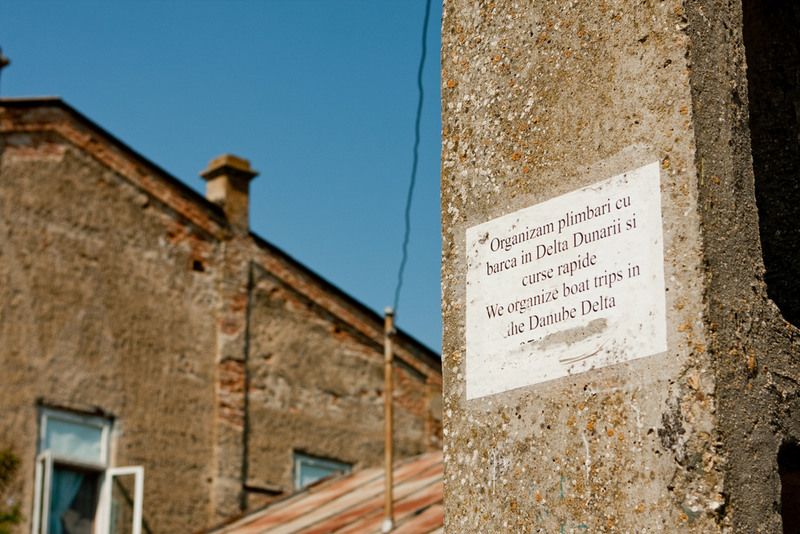 Organizam plimbari cu
barca in Delta Dunarii si
curse rapide
We organize boat trips in
the Danube Delta